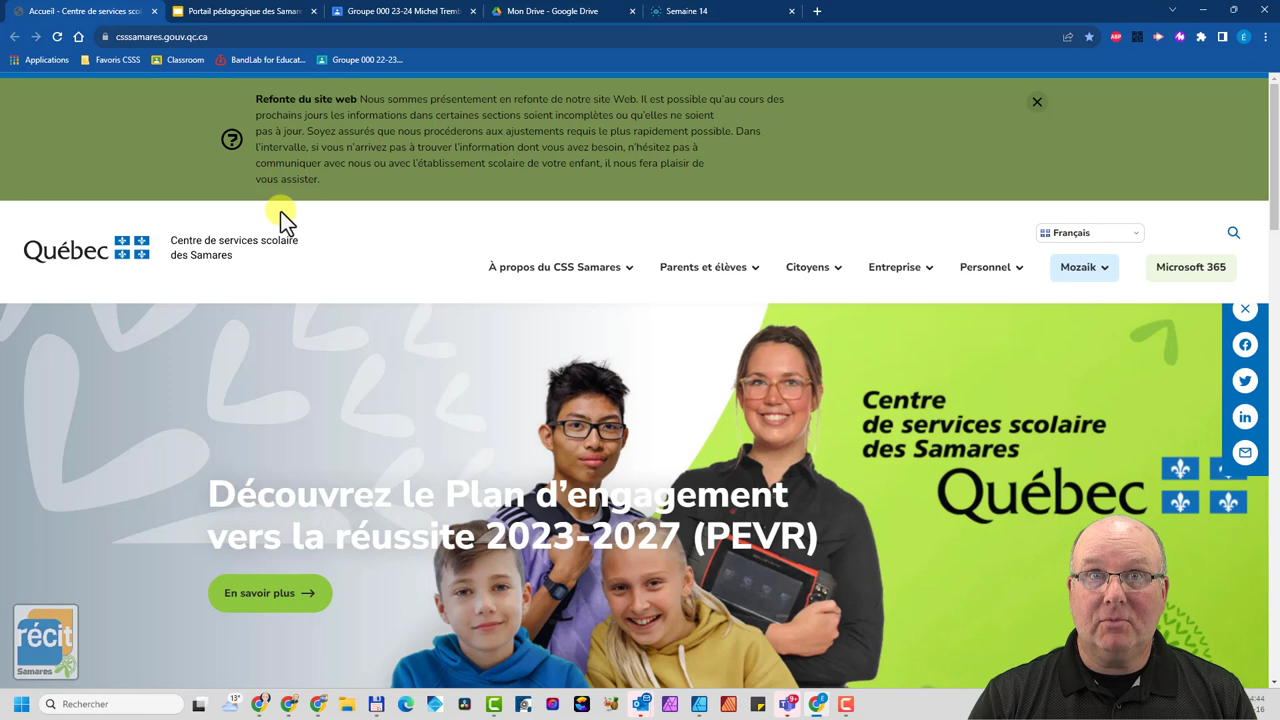 Accueil - Centre de services sco
Portail pédagogique des Samare
Groupe 000 23-24 Michel Tremb
Mon Drive - Google Drive
Semaine 14
csssamares.gouv.qc.ca
Applications
Favoris CSSS
Classroom
BandLab for Educat...
Groupe 000 22-23...
Refonte du site web Nous sommes présentement en refonte de notre site Web. Il est possible qu'au cours des
prochains jours les informations dans certaines sections soient incomplètes ou qu'elles ne soient
pas à jour. Soyez assurés que nous procéderons aux ajustements requis le plus rapidement possible. Dans
l'intervalle, si vous n'arrivez pas à trouver l'information dont vous avez besoin, n'hésitez pas à
communiquer avec nous ou avec l'établissement scolaire de votre enfant, il nous fera plaisir de
vous assister.
Québec
Centre de services scolaire
des Samares
Français
À propos du CSS Samares
Parents et élèves
Citoyens
Entreprise
Personnel
Mozaik
Microsoft 365
Centre
de services scolaire
des Samares
Québec
Découvrez le Plan d'engagement
vers la réussite 2023-2027 (PEVR)
En savoir plus
récit
Samares
Rechercher
13°
9+